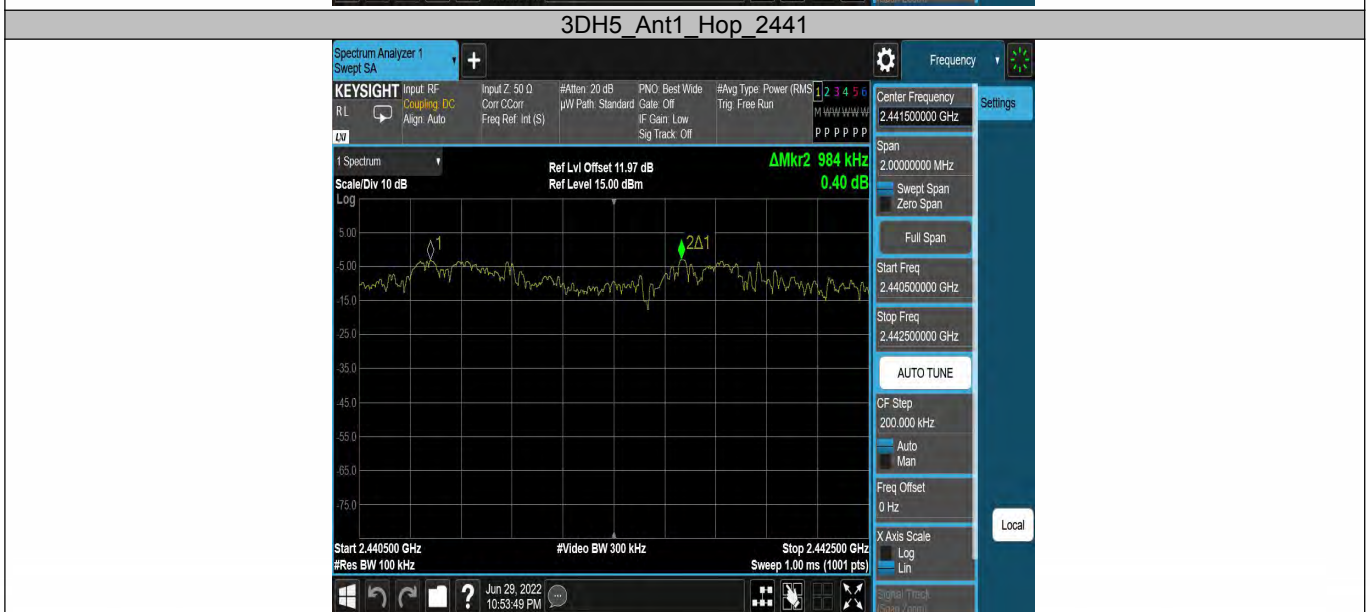 3DH5_Ant1_Hop_2441
Spectrum Analyzer 1
Swept SA
Frequency
KEYSIGHT
RL
LXI
Input: RF
Coupling: DC
Align: Auto
Input Z: 50 Ω
Corr CCorr
Freq Ref: Int (S)
#Atten: 20 dB
µW Path: Standard
PNO: Best Wide
Gate: Off
IF Gain: Low
Sig Track: Off
#Avg Type: Power (RMS
Trig: Free Run
1 2 3 4 5 6
M W W W W W
P P P P P P
1 Spectrum
Scale/Div 10 dB
Log
Ref Lvl Offset 11.97 dB
Ref Level 15.00 dBm
ΔMkr2 984 kHz
0.40 dB
5.00
-5.00
-15.0
-25.0
-35.0
-45.0
-55.0
-65.0
-75.0
1
2Δ1
Start 2.440500 GHz
#Res BW 100 kHz
#Video BW 300 kHz
Stop 2.442500 GHz
Sweep 1.00 ms (1001 pts)
Center Frequency
2.441500000 GHz
Settings
Span
2.00000000 MHz
Swept Span
Zero Span
Full Span
Start Freq
2.440500000 GHz
Stop Freq
2.442500000 GHz
AUTO TUNE
CF Step
200.000 kHz
Auto
Man
Freq Offset
0 Hz
X Axis Scale
Log
Lin
Local
Signal Track
(Span Zoom)
?
Jun 29, 2022
10:53:49 PM